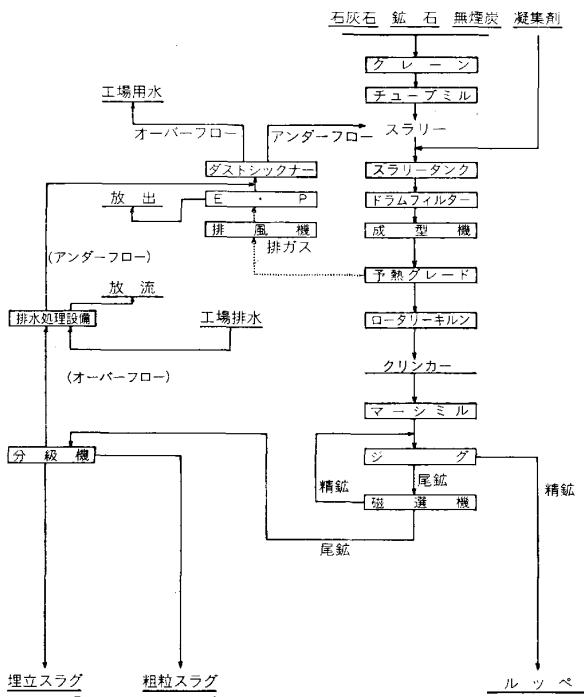 石灰石 鉱石 無煙炭 凝集剤
クレーン
工場用水
チューブミル
オーバーフロー
アンダーフロー
スラリー
ダストシックナー
スラリータンク
放出
E・P
ドラムフィルター
排風機
成型機
排ガス
(アンダーフロー)
予熱グレード
放流
排水処理設備
工場排水
ロータリーキルン
(オーバーフロー)
クリンカー
マーシミル
分級機
ジグ
精鉱
尾鉱
精鉱
磁選機
尾鉱
埋立スラグ
粗粒スラグ
ルッペ